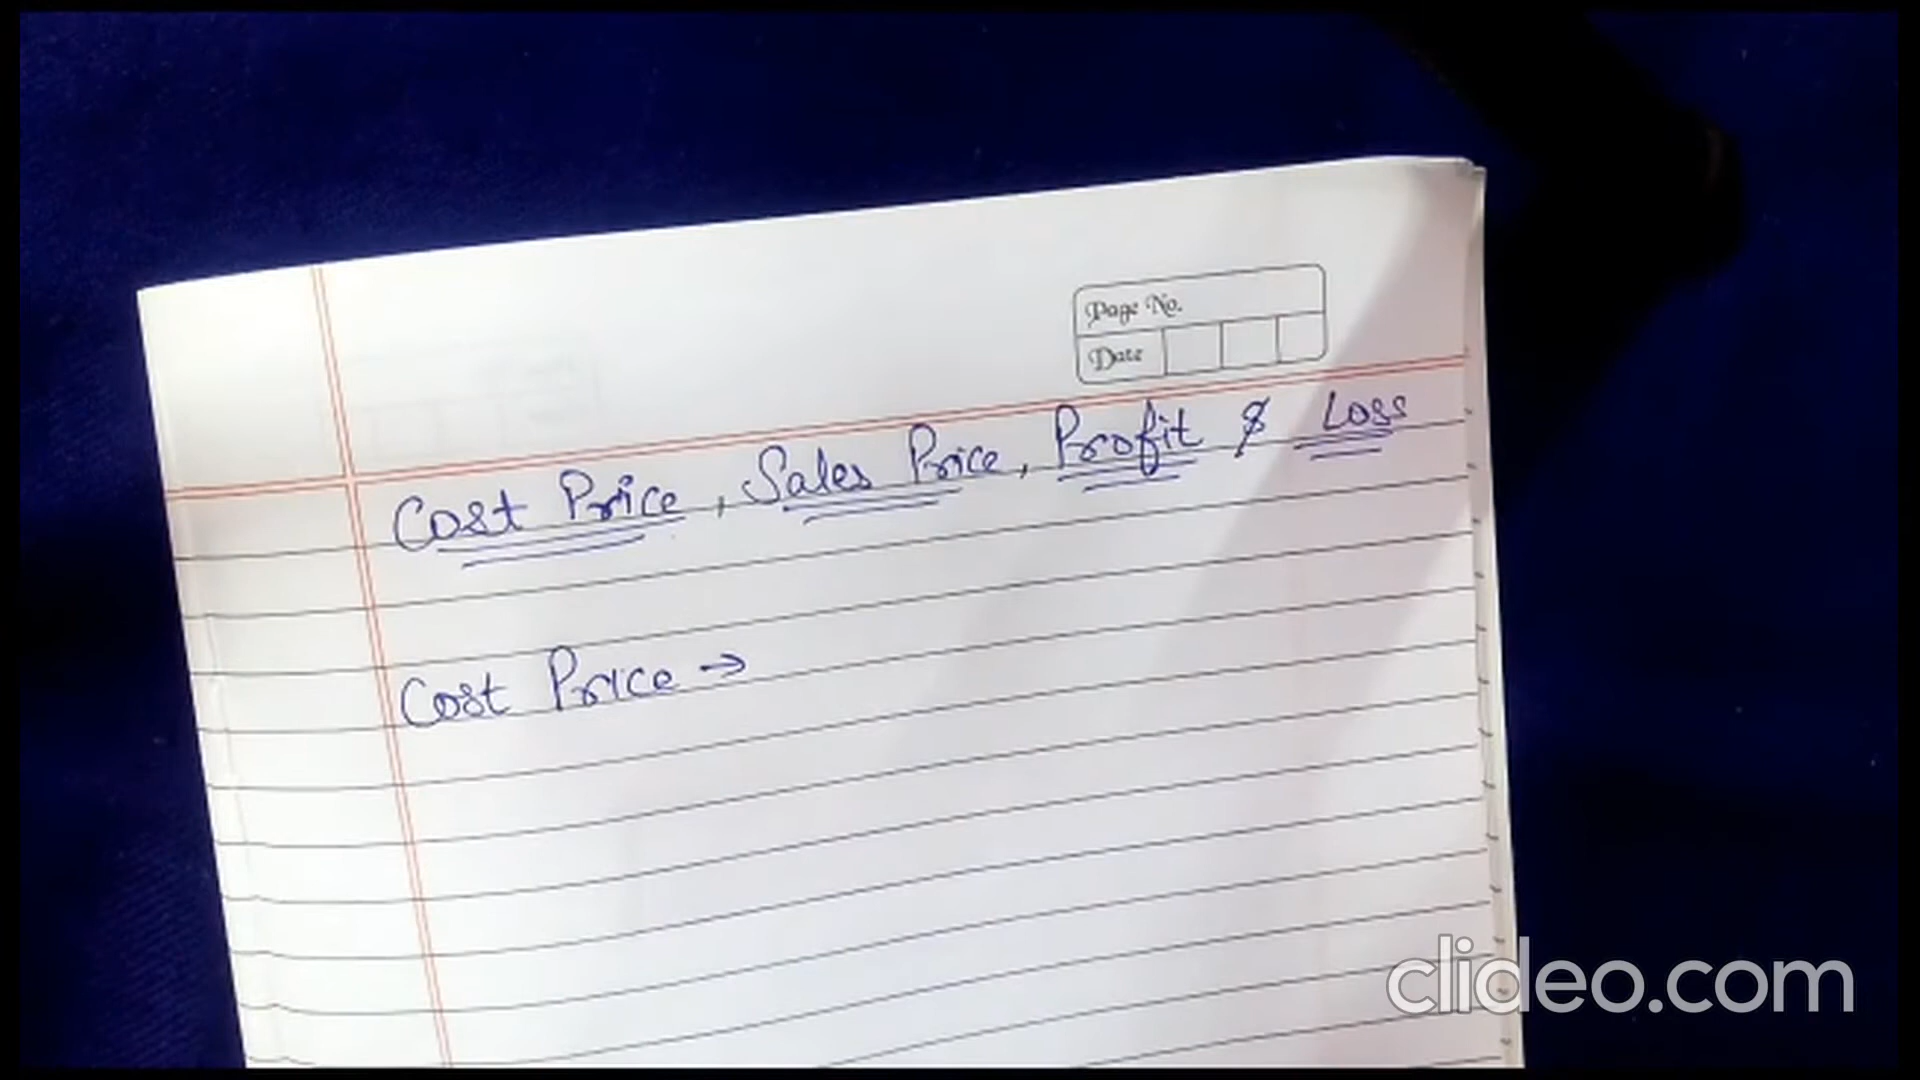 Page No.
Date
Cost Price, Sales Price, Profit & Loss
Cost Price →
clideo.com